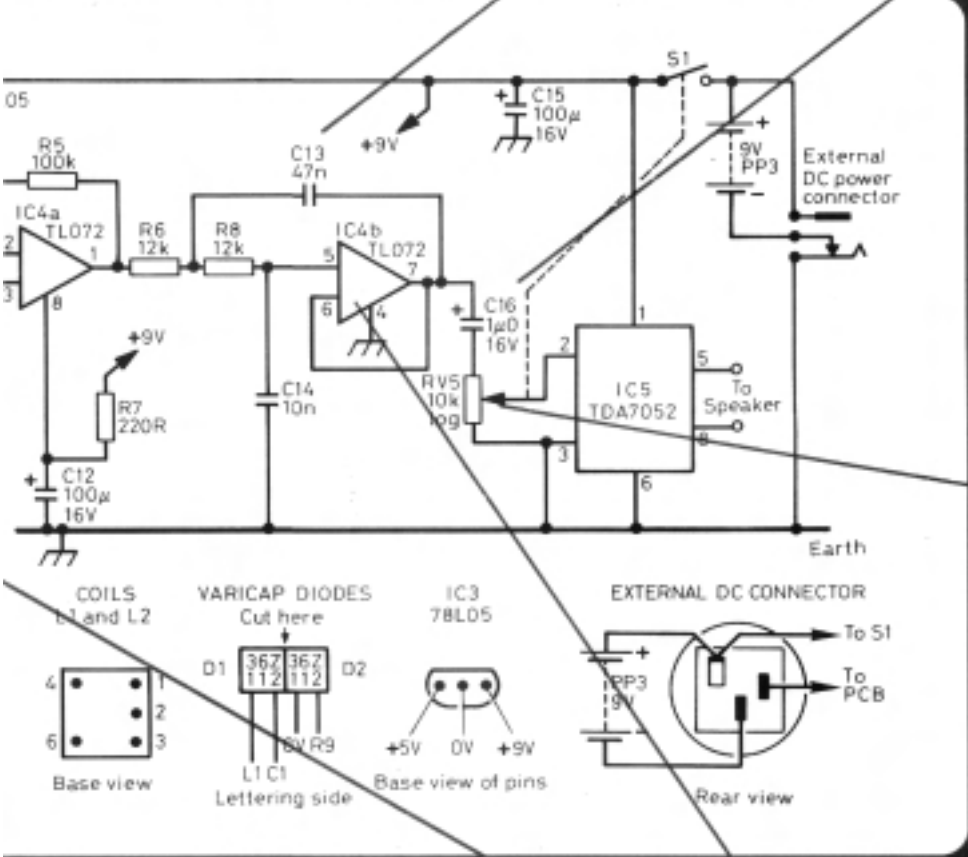 S1
05
C15
100µ
16V
+
+9V
R5
100k
C13
47n
+
9V
PP3
-
External
DC power
connector
IC4a
TL072
2
3
1
8
R6
12k
R8
12k
IC4b
TL072
5
6
7
4
+
C16
1µ0
16V
1
2
3
5
8
6
IC5
TDA7052
To
Speaker
+9V
R7
220R
C14
10n
RV5
10k
log
+
C12
100µ
16V
Earth
COILS
L1 and L2
4
1
2
6
3
Base view
VARICAP DIODES
Cut here
D1
36Z
112
36Z
112
D2
0V R9
L1 C1
Lettering side
IC3
78L05
+5V
0V
+9V
Base view of pins
EXTERNAL DC CONNECTOR
+
PP3
9V
-
To S1
To
PCB
Rear view